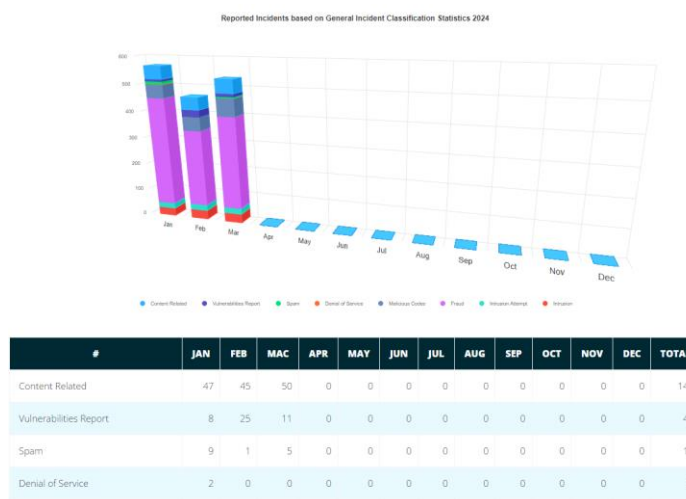 Reported Incidents based on General Incident Classification Statistics 2024
600
500
400
300
200
100
0
Jan Feb Mar Apr May Jun Jul Aug Sep Oct Nov Dec
Content Related Vulnerabilities Report Spam Denial of Service Malicious Codes Fraud Intrusion Attempt Intrusion
# JAN FEB MAC APR MAY JUN JUL AUG SEP OCT NOV DEC
Content Related 47 45 50 0 0 0 0 0 0 0 0 0
Vulnerabilities Report 8 25 11 0 0 0 0 0 0 0 0 0
Spam 9 1 5 0 0 0 0 0 0 0 0 0
Denial of Service 2 0 0 0 0 0 0 0 0 0 0 0